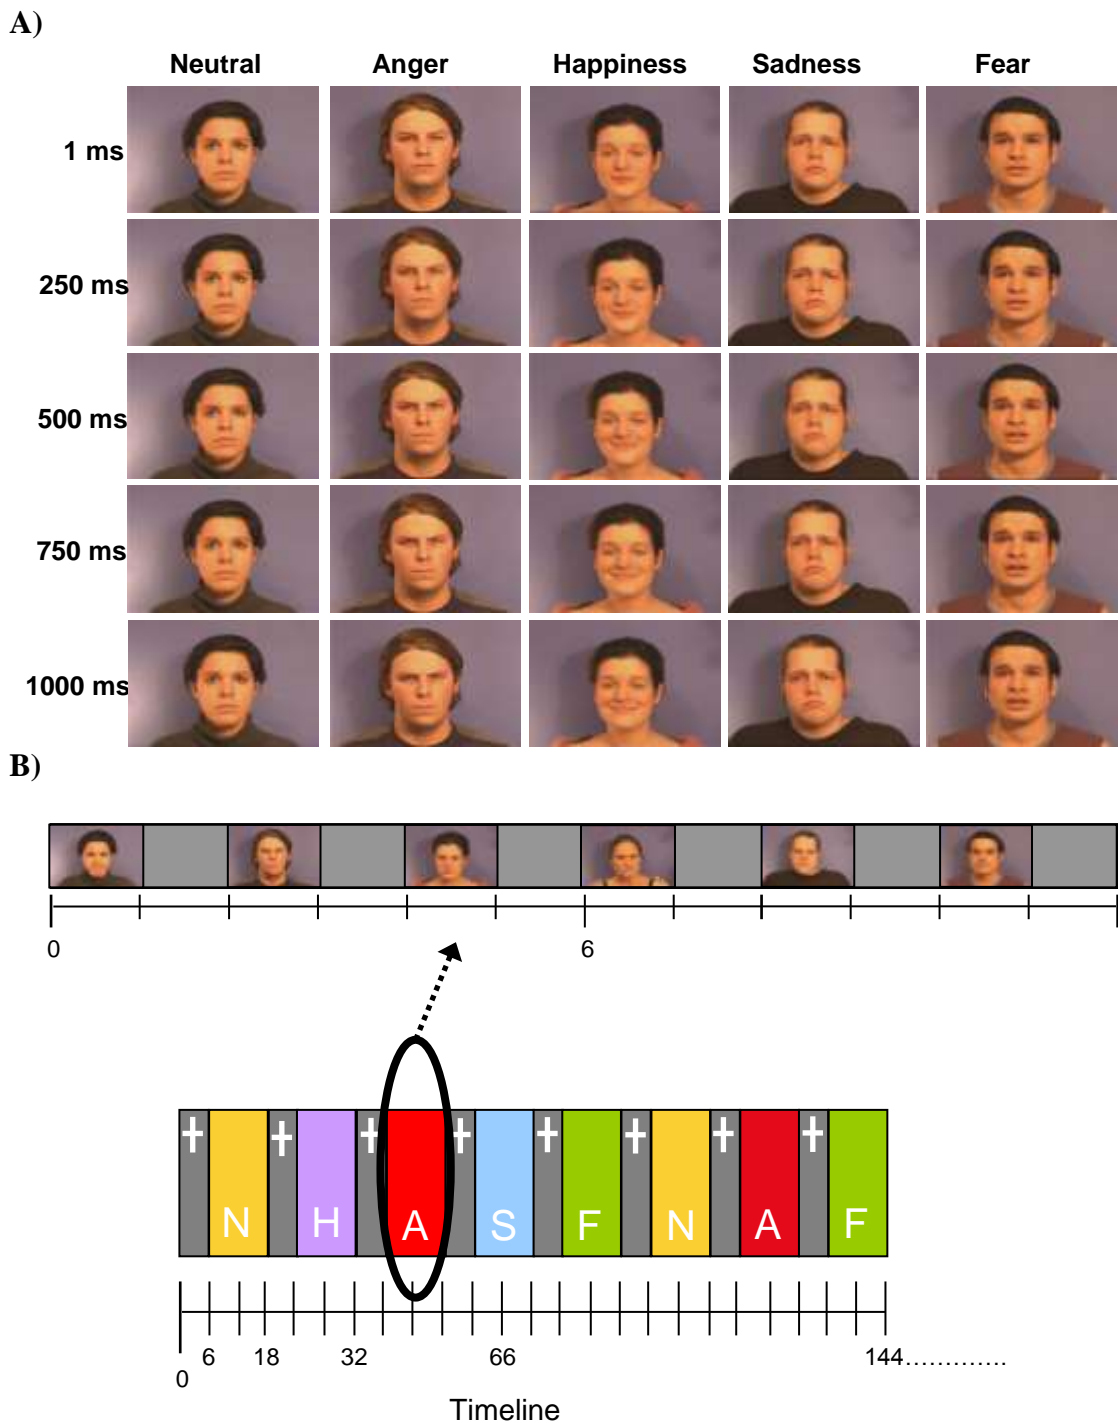 A)
Neutral Anger Happiness Sadness Fear
1 ms
250 ms
500 ms
750 ms
1000 ms
B)
0 6
N H A S F N A F
0 6 18 32 66 144.............
Timeline